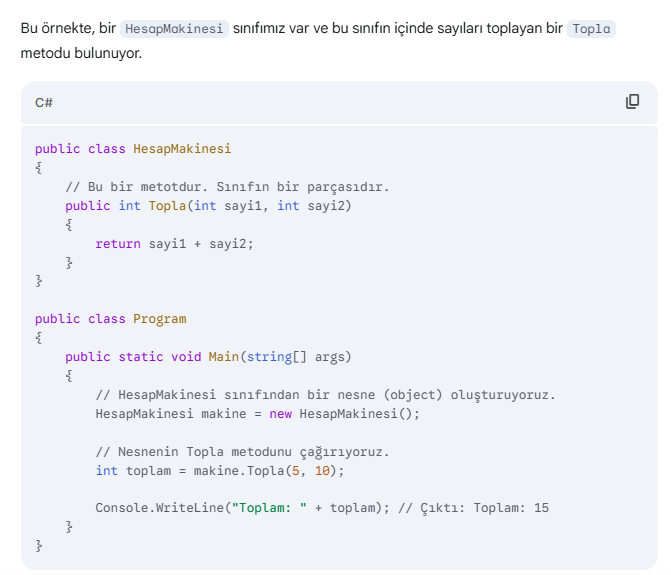 Bu örnekte, bir HesapMakinesi sınıfımız var ve bu sınıfın içinde sayıları toplayan bir Topla
metodu bulunuyor.
C#
public class HesapMakinesi
{
    // Bu bir metotdur. Sınıfın bir parçasıdır.
    public int Topla(int sayi1, int sayi2)
    {
        return sayi1 + sayi2;
    }
}

public class Program
{
    public static void Main(string[] args)
    {
        // HesapMakinesi sınıfından bir nesne (object) oluşturuyoruz.
        HesapMakinesi makine = new HesapMakinesi();

        // Nesnenin Topla metodunu çağırıyoruz.
        int toplam = makine.Topla(5, 10);

        Console.WriteLine("Toplam: " + toplam); // Çıktı: Toplam: 15
    }
}